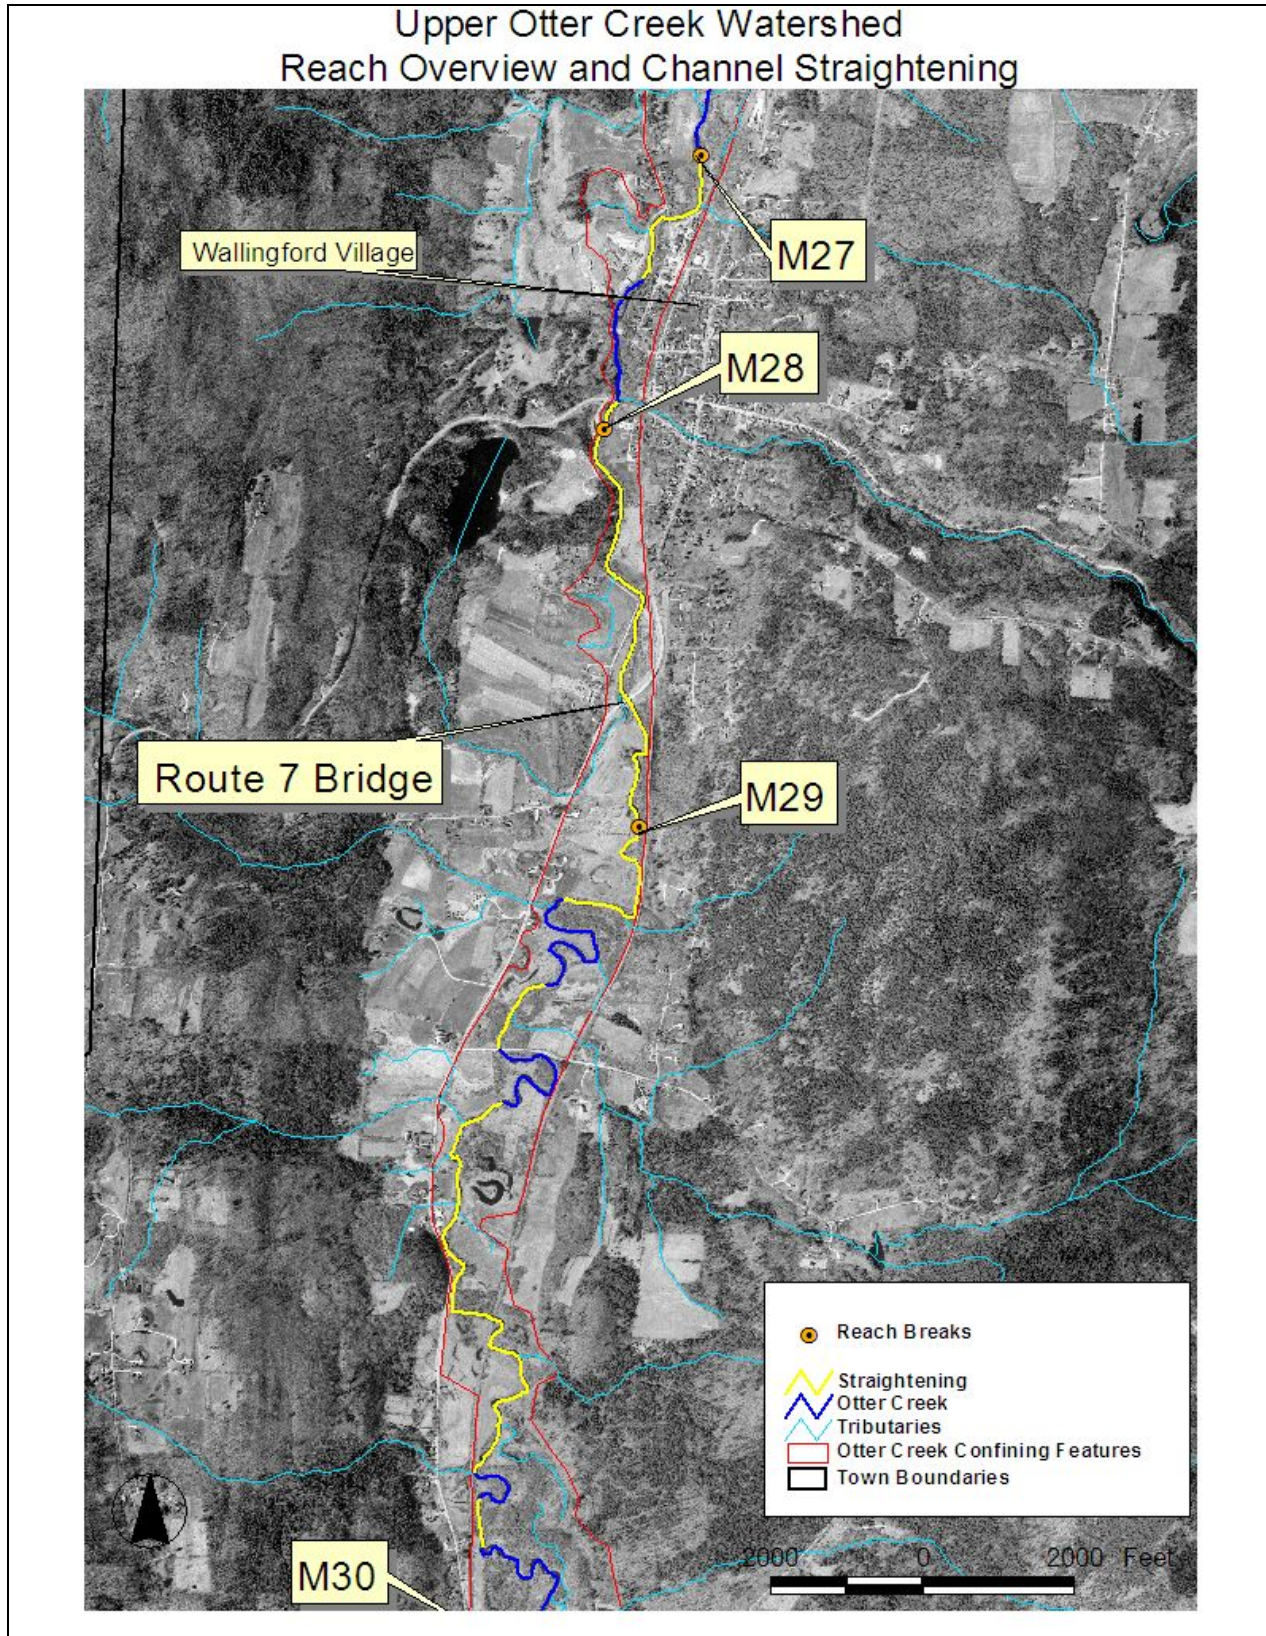 Upper Otter Creek Watershed
Reach Overview and Channel Straightening
M27
Wallingford Village
M28
Route 7 Bridge
M29
Reach Breaks
Straightening
Otter Creek
Tributaries
Otter Creek Confining Features
Town Boundaries
2000 0 2000 Feet
M30